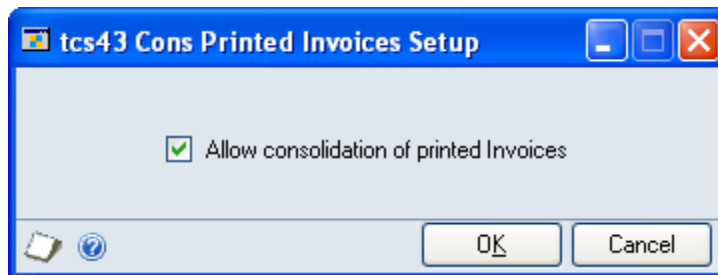 tcs43 Cons Printed Invoices Setup
Allow consolidation of printed Invoices
OK Cancel